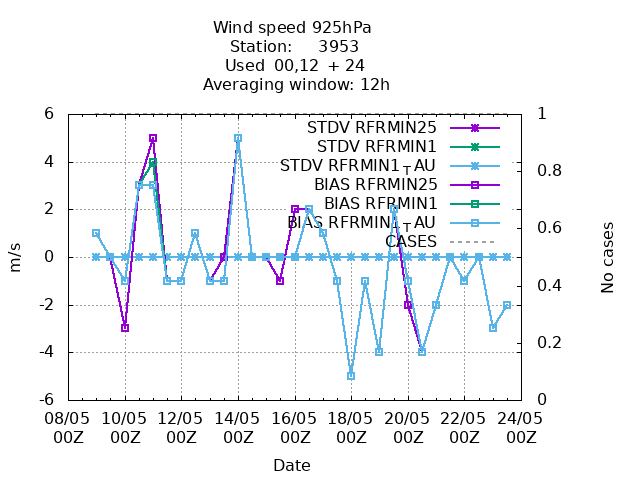 Wind speed 925hPa
Station: 3953
Used 00,12 + 24
Averaging window: 12h
6 1
STDV RFRMIN25
STDV RFRMIN1
4 0.8
STDV RFRMIN1_TAU
BIAS RFRMIN25
BIAS RFRMIN1
2 0.6
BIAS RFRMIN1_TAU
CASES
m/s
0
No cases
-2 0.4
-4 0.2
-6 0
08/05 10/05 12/05 14/05 16/05 18/05 20/05 22/05 24/05
00Z 00Z 00Z 00Z 00Z 00Z 00Z 00Z 00Z
Date